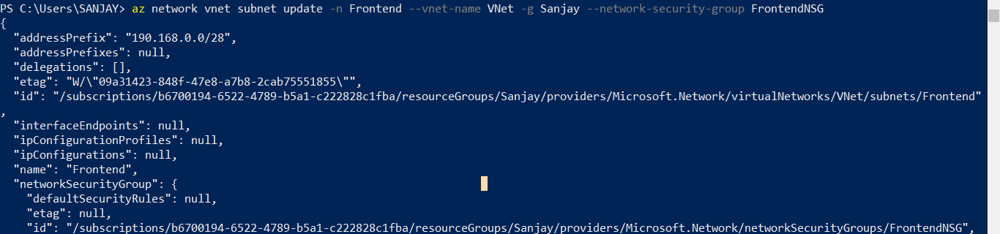 PS C:\Users\SANJAY> az network vnet subnet update -n Frontend --vnet-name VNet -g Sanjay --network-security-group FrontendNSG
{
  "addressPrefix": "190.168.0.0/28",
  "addressPrefixes": null,
  "delegations": [],
  "etag": "W/\"09a31423-848f-47e8-a7b8-2cab75551855\"",
  "id": "/subscriptions/b6700194-6522-4789-b5a1-c222828c1fba/resourceGroups/Sanjay/providers/Microsoft.Network/virtualNetworks/VNet/subnets/Frontend"
,
  "interfaceEndpoints": null,
  "ipConfigurationProfiles": null,
  "ipConfigurations": null,
  "name": "Frontend",
  "networkSecurityGroup": {
    "defaultSecurityRules": null,
    "etag": null,
    "id": "/subscriptions/b6700194-6522-4789-b5a1-c222828c1fba/resourceGroups/Sanjay/providers/Microsoft.Network/networkSecurityGroups/FrontendNSG",